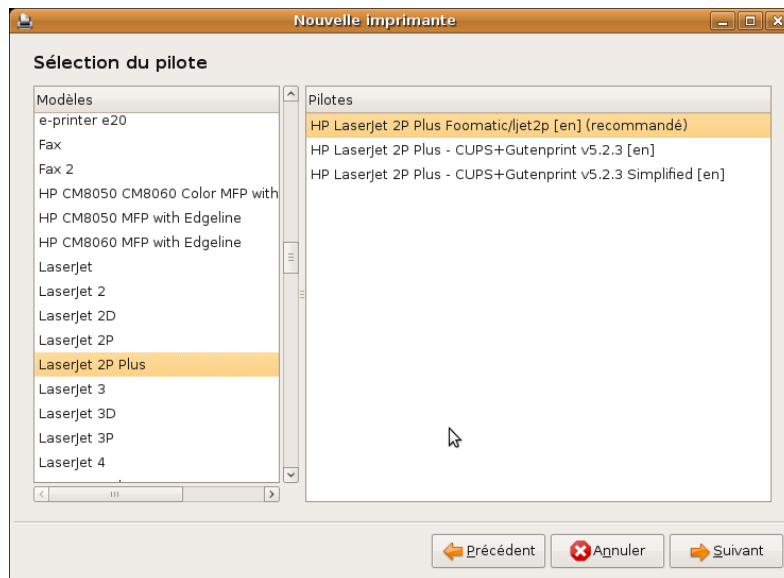 Nouvelle imprimante
Sélection du pilote
Modèles
e-printer e20
Fax
Fax 2
HP CM8050 CM8060 Color MFP with
HP CM8050 MFP with Edgeline
HP CM8060 MFP with Edgeline
LaserJet
LaserJet 2
LaserJet 2D
LaserJet 2P
LaserJet 2P Plus
LaserJet 3
LaserJet 3D
LaserJet 3P
LaserJet 4
Pilotes
HP LaserJet 2P Plus Foomatic/ljet2p [en] (recommandé)
HP LaserJet 2P Plus - CUPS+Gutenprint v5.2.3 [en]
HP LaserJet 2P Plus - CUPS+Gutenprint v5.2.3 Simplified [en]
Précédent
Annuler
Suivant